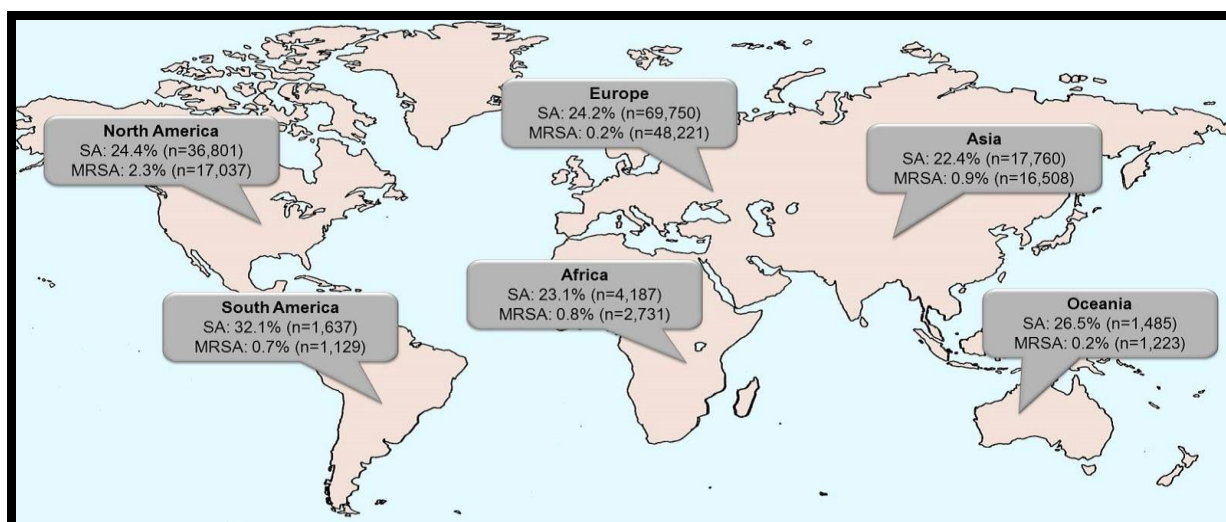 Europe
SA: 24.2% (n=69,750)
MRSA: 0.2% (n=48,221)
North America
SA: 24.4% (n=36,801)
MRSA: 2.3% (n=17,037)
Asia
SA: 22.4% (n=17,760)
MRSA: 0.9% (n=16,508)
Africa
SA: 23.1% (n=4,187)
MRSA: 0.8% (n=2,731)
South America
SA: 32.1% (n=1,637)
MRSA: 0.7% (n=1,129)
Oceania
SA: 26.5% (n=1,485)
MRSA: 0.2% (n=1,223)